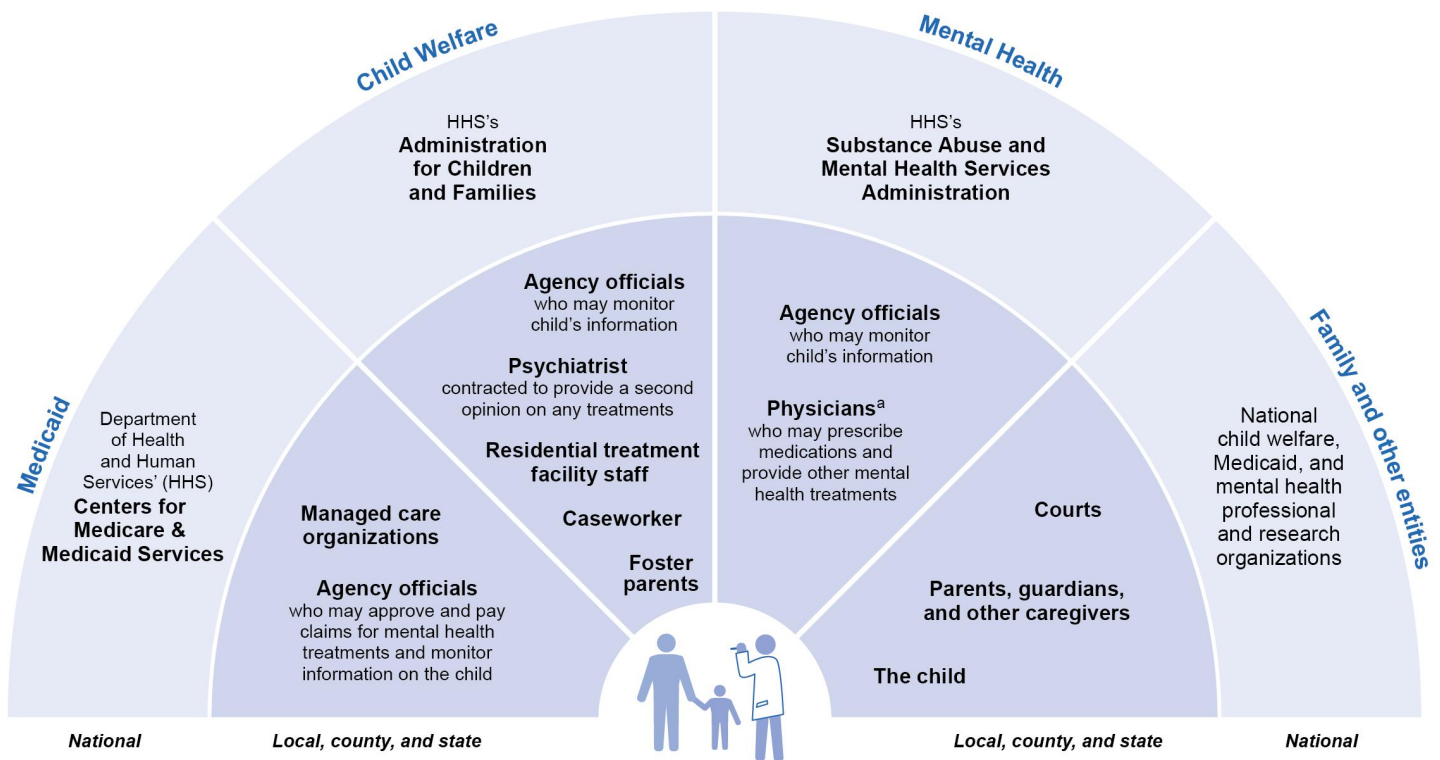 Child Welfare
Mental Health
Medicaid
Family and other entities
HHS’s
Administration
for Children
and Families
HHS’s
Substance Abuse and
Mental Health Services
Administration
Department
of Health
and Human
Services’ (HHS)
Centers for
Medicare &
Medicaid Services
National
child welfare,
Medicaid, and
mental health
professional
and research
organizations
Managed care
organizations
Agency officials
who may approve and pay
claims for mental health
treatments and monitor
information on the child
Agency officials
who may monitor
child’s information
Psychiatrist
contracted to provide a second
opinion on any treatments
Residential treatment
facility staff
Caseworker
Foster
parents
Agency officials
who may monitor
child’s information
Physiciansᵃ
who may prescribe
medications and
provide other mental
health treatments
Courts
Parents, guardians,
and other caregivers
The child
National
Local, county, and state
Local, county, and state
National